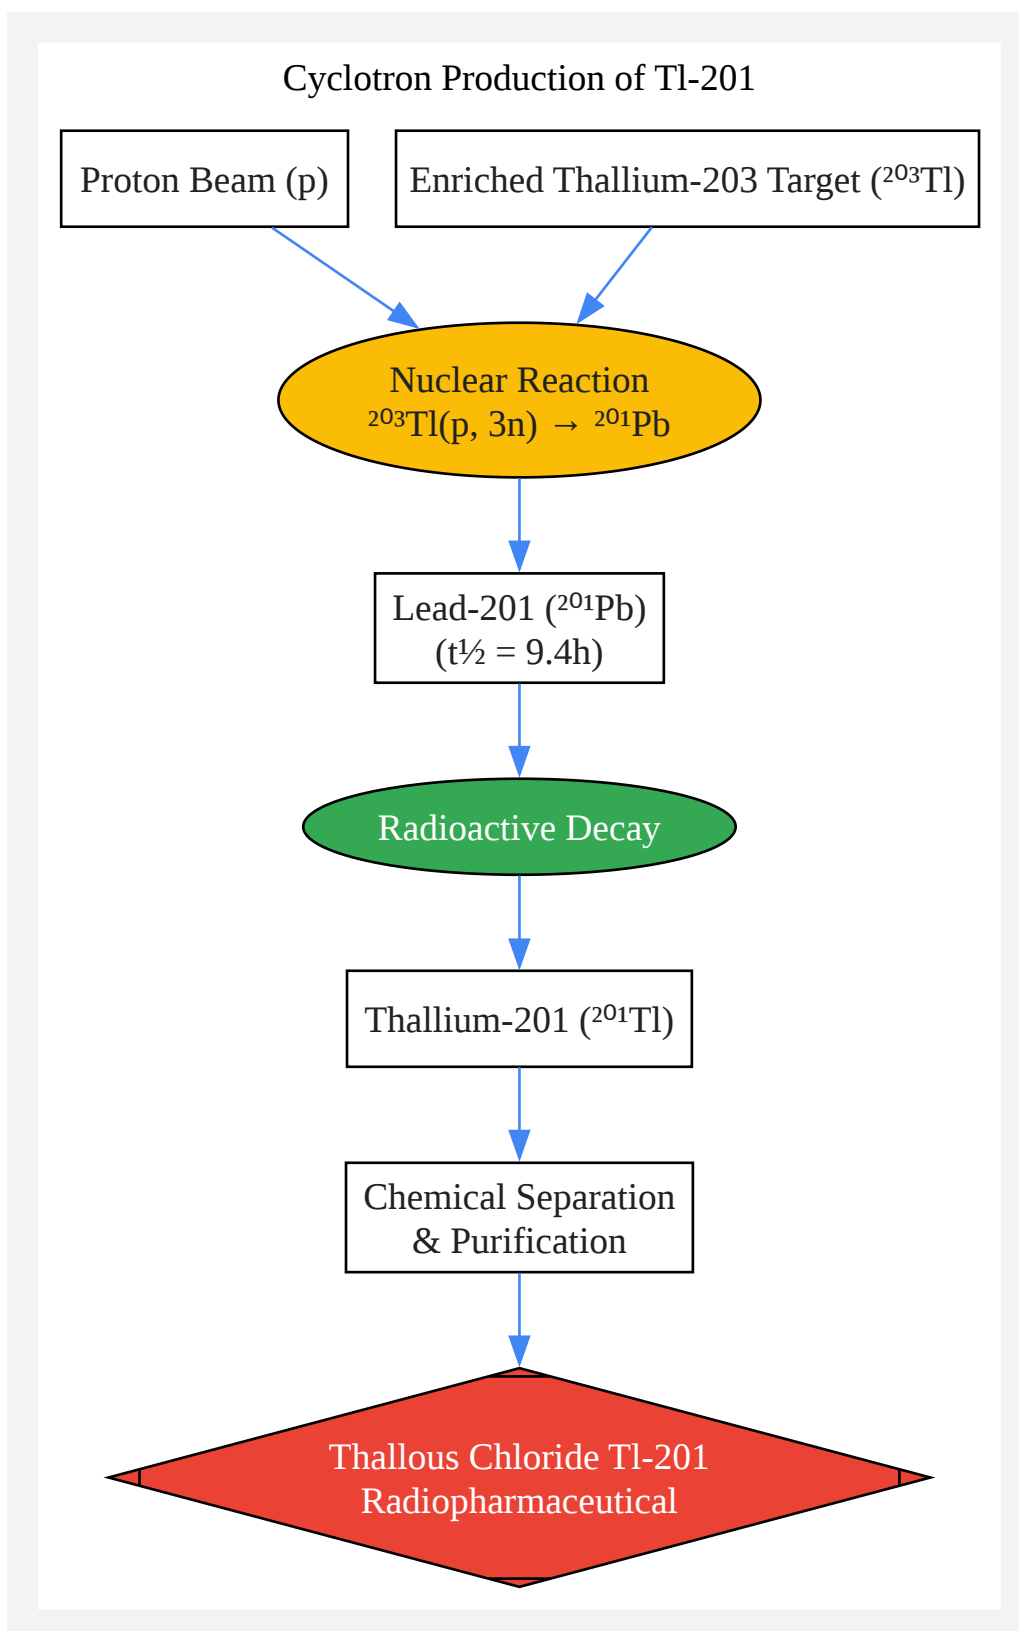 Cyclotron Production of Tl-201
Proton Beam (p)
Enriched Thallium-203 Target (²⁰³Tl)
Nuclear Reaction
²⁰³Tl(p, 3n) → ²⁰¹Pb
Lead-201 (²⁰¹Pb)
(t½ = 9.4h)
Radioactive Decay
Thallium-201 (²⁰¹Tl)
Chemical Separation
& Purification
Thallous Chloride Tl-201
Radiopharmaceutical